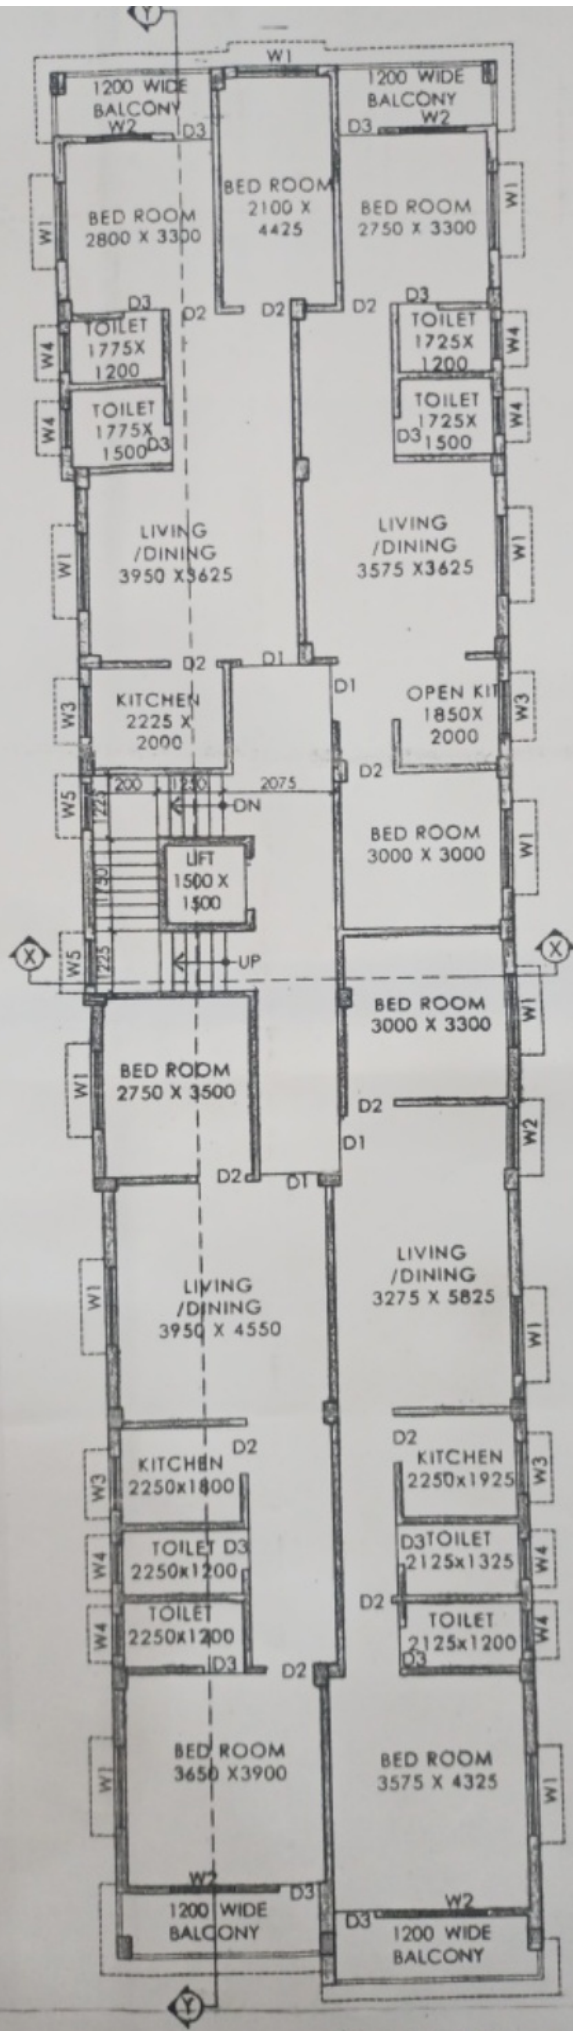 Y
W1
1200 WIDE
BALCONY
W2
D3
1200 WIDE
BALCONY
D3
W2
BED ROOM
2800 X 3300
BED ROOM
2100 X
4425
BED ROOM
2750 X 3300
W1
W1
D3
D2
D2
D2
D3
TOILET
1775X
1200
TOILET
1725X
1200
W4
W4
TOILET
1775X
1500
D3
TOILET
1725X
1500
D3
W4
W4
LIVING
/DINING
3950 X3625
LIVING
/DINING
3575 X3625
W1
W1
D2
D1
D1
KITCHEN
2225 X
2000
OPEN KIT
1850X
2000
W3
W3
D2
W5
1225
200
1250
2075
DN
BED ROOM
3000 X 3000
W1
LIFT
1500 X
1500
1750
X
W5
1225
UP
X
BED ROOM
3000 X 3300
W1
BED ROOM
2750 X 3500
W1
D2
W2
D1
D2
D1
LIVING
/DINING
3950 X 4550
LIVING
/DINING
3275 X 5825
W1
W1
D2
D2
KITCHEN
2250x1800
KITCHEN
2250x1925
W3
W3
TOILET D3
2250x1200
D3 TOILET
2125x1325
W4
W4
D2
TOILET
2250x1200
TOILET
2125x1200
W4
W4
D3
D2
D3
BED ROOM
3650 X3900
BED ROOM
3575 X 4325
W1
W1
W2
D3
1200 WIDE
BALCONY
W2
D3
1200 WIDE
BALCONY
Y